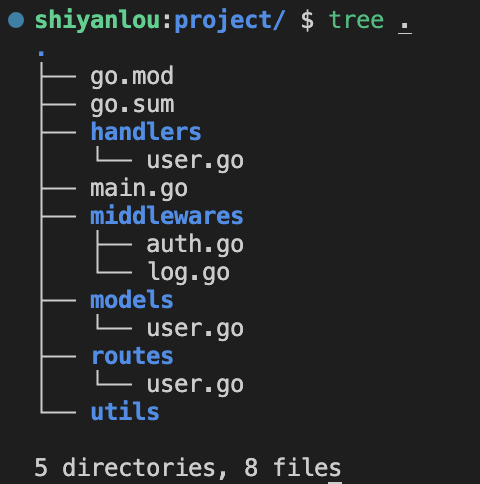 shiyanlou:project/ $ tree .
.
├── go.mod
├── go.sum
├── handlers
│   └── user.go
├── main.go
├── middlewares
│   ├── auth.go
│   └── log.go
├── models
│   └── user.go
├── routes
│   └── user.go
└── utils
5 directories, 8 files